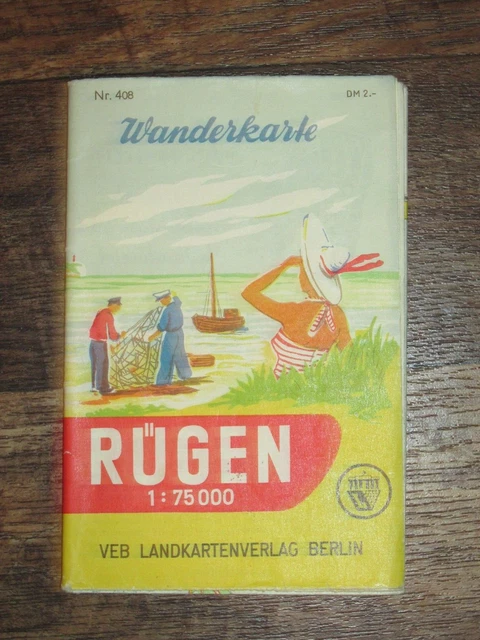 Nr. 408
DM 2.-
Wanderkarte
RÜGEN
1 : 75 000
VEB LANDKARTENVERLAG BERLIN